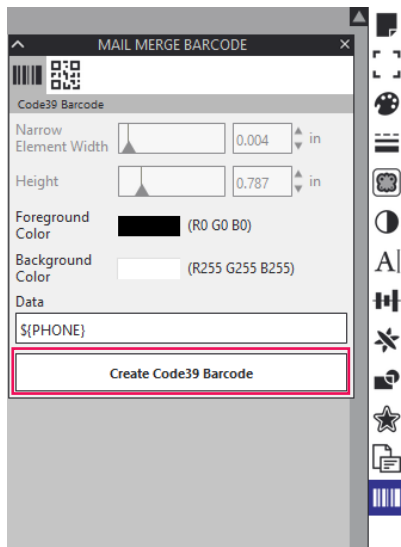 MAIL MERGE BARCODE
Code39 Barcode
Narrow
Element Width
0.004 in
Height
0.787 in
Foreground
Color
(R0 G0 B0)
Background
Color
(R255 G255 B255)
Data
${PHONE}
Create Code39 Barcode
A